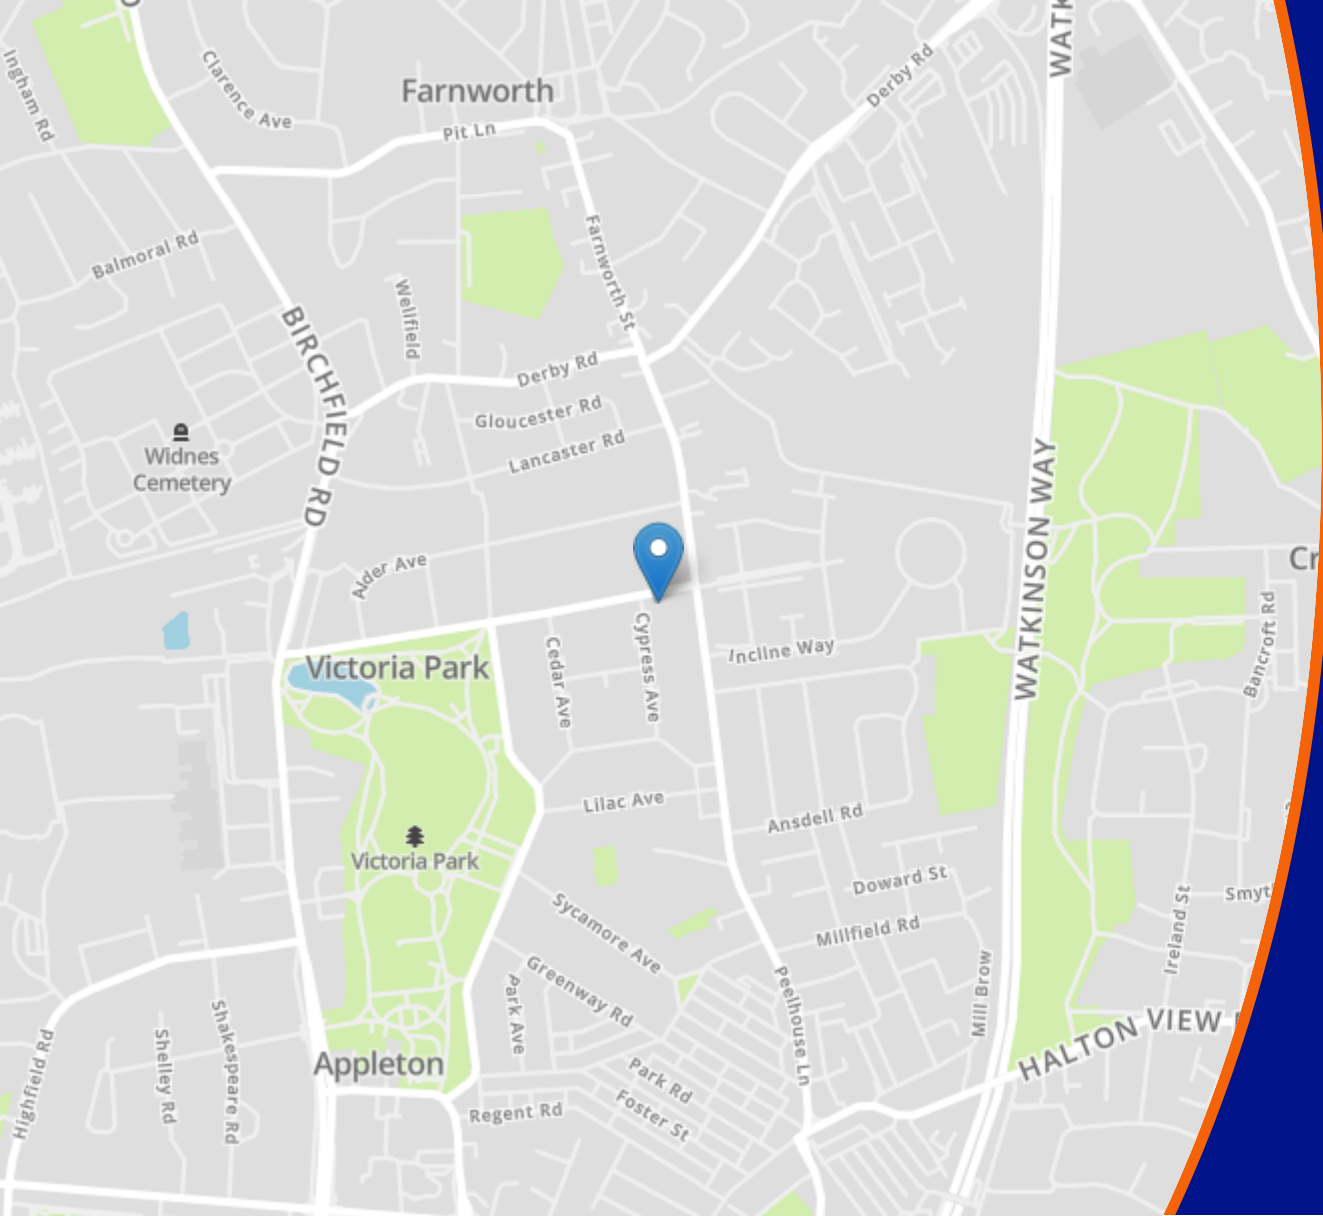 WATK
Derby Rd
Ingham Rd
Clarence Ave
Farnworth
Pit Ln
Balmoral Rd
Farnworth St
Wellfield
BIRCHFIELD RD
Derby Rd
Gloucester Rd
Lancaster Rd
Widnes
Cemetery
WATKINSON WAY
Alder Ave
Cr
Victoria Park
Cedar Ave
Cypress Ave
Incline Way
Bancroft Rd
Lilac Ave
Ansdell Rd
Victoria Park
Doward St
Smyt
Sycamore Ave
Millfield Rd
Ireland St
Greenway Rd
Park Ave
Peelhouse Ln
Mill Brow
HALTON VIEW
Highfield Rd
Shelley Rd
Shakespeare Rd
Appleton
Park Rd
Regent Rd
Foster St